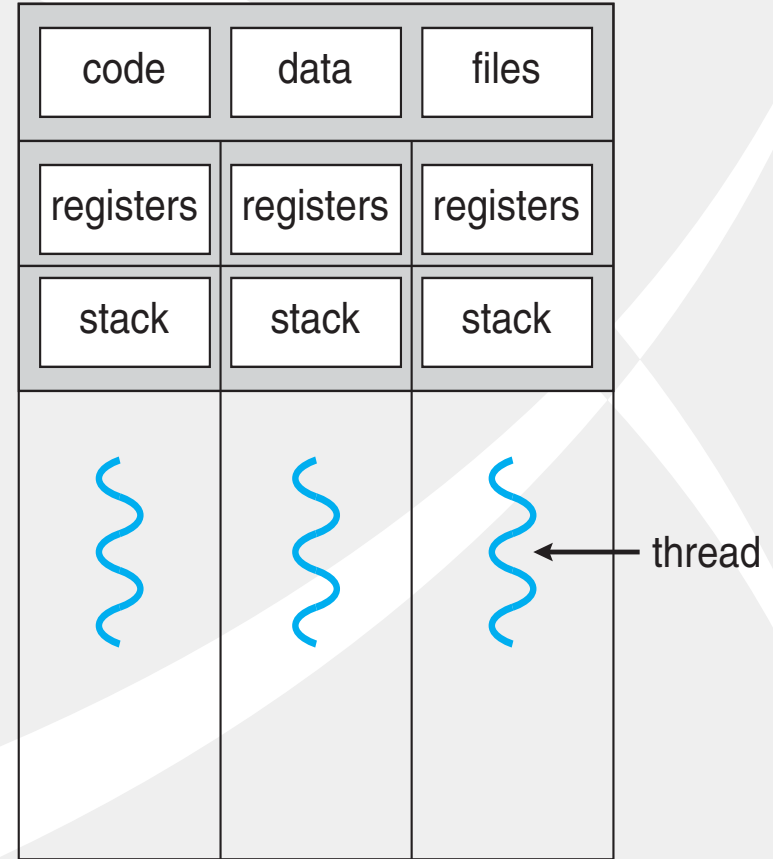 code data files
registers registers registers
stack stack stack
thread